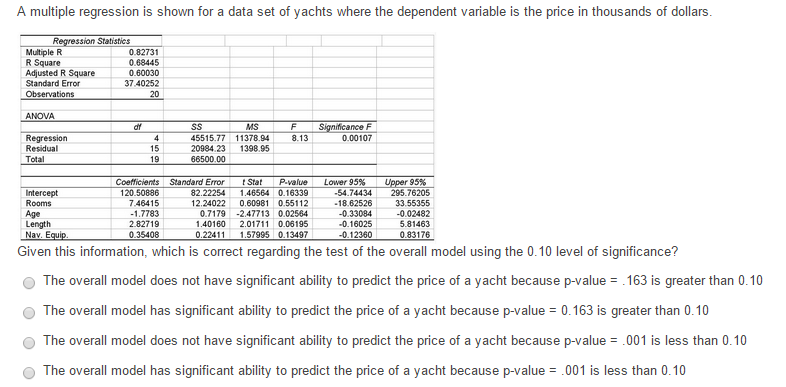 A multiple regression is shown for a data set of yachts where the dependent variable is the price in thousands of dollars.
Regression Statistics
Multiple R 0.82731
R Square 0.68445
Adjusted R Square 0.60030
Standard Error 37.40252
Observations 20
ANOVA
df SS MS F Significance F
Regression 4 45515.77 11378.94 8.13 0.00107
Residual 15 20984.23 1398.95
Total 19 66500.00
Coefficients Standard Error t Stat P-value Lower 95% Upper 95%
Intercept 120.50886 82.22254 1.46564 0.16339 -54.74434 295.76205
Rooms 7.46415 12.24022 0.60981 0.55112 -18.62526 33.55355
Age -1.7783 0.7179 -2.47713 0.02564 -0.33084 -0.02482
Length 2.82719 1.40160 2.01711 0.06195 -0.16025 5.81463
Nav. Equip. 0.35408 0.22411 1.57995 0.13497 -0.12360 0.83176
Given this information, which is correct regarding the test of the overall model using the 0.10 level of significance?
The overall model does not have significant ability to predict the price of a yacht because p-value = .163 is greater than 0.10
The overall model has significant ability to predict the price of a yacht because p-value = 0.163 is greater than 0.10
The overall model does not have significant ability to predict the price of a yacht because p-value = .001 is less than 0.10
The overall model has significant ability to predict the price of a yacht because p-value = .001 is less than 0.10